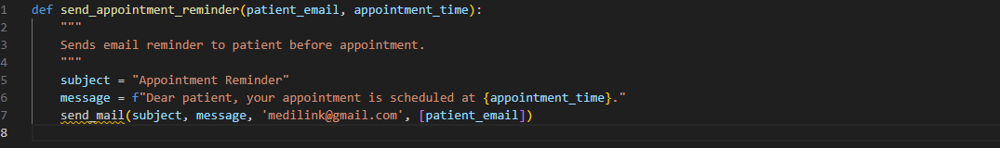 1 def send_appointment_reminder(patient_email, appointment_time):
2     """
3     Sends email reminder to patient before appointment.
4     """
5     subject = "Appointment Reminder"
6     message = f"Dear patient, your appointment is scheduled at {appointment_time}."
7     send_mail(subject, message, 'medilink@gmail.com', [patient_email])
8